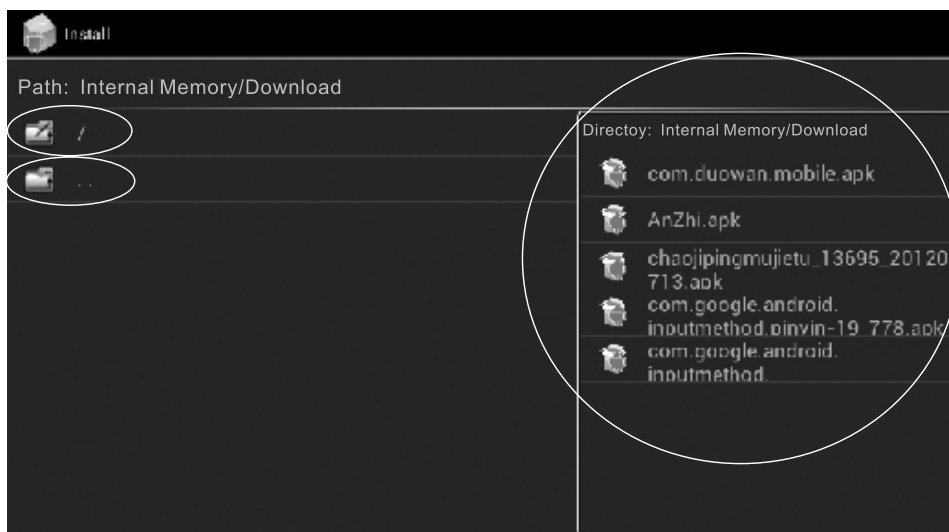 Install
Path: Internal Memory/Download
/
..
Directoy: Internal Memory/Download
com.duowan.mobile.apk
AnZhi.apk
chaojipingmujietu_13695_20120
713.apk
com.google.android.
inputmethod.pinyin-19_778.apk
com.google.android.
inputmethod.